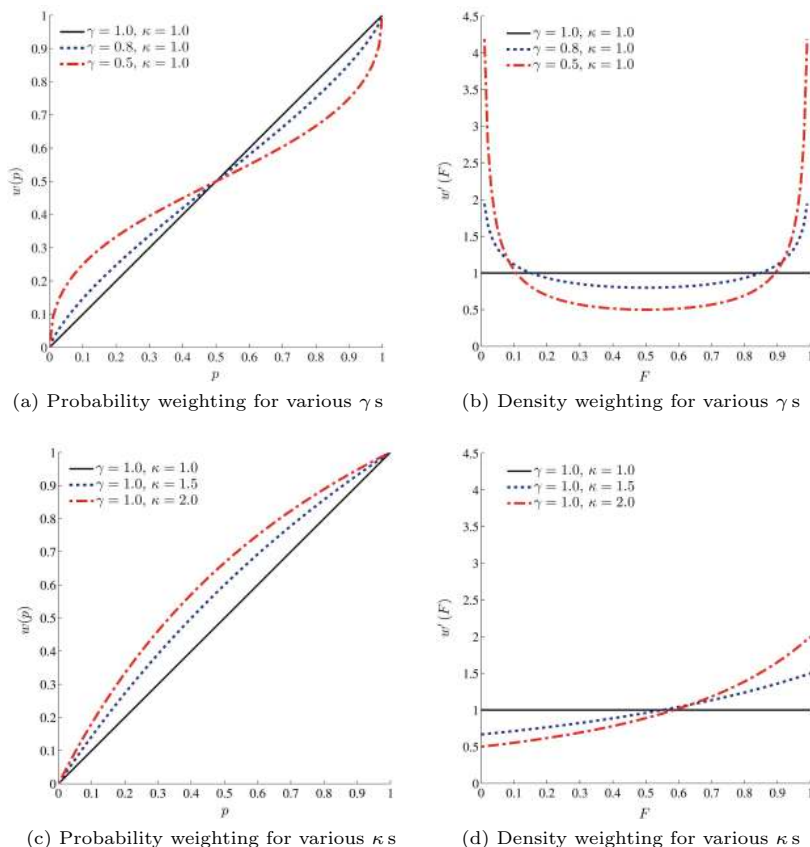 1
0.9
0.8
0.7
0.6
0.5
0.4
0.3
0.2
0.1
0
w(p)
γ = 1.0, κ = 1.0
γ = 0.8, κ = 1.0
γ = 0.5, κ = 1.0
0 0.1 0.2 0.3 0.4 0.5 0.6 0.7 0.8 0.9 1
p
(a) Probability weighting for various γ s
4.5
4
3.5
3
2.5
2
1.5
1
0.5
0
w′ (F)
γ = 1.0, κ = 1.0
γ = 0.8, κ = 1.0
γ = 0.5, κ = 1.0
0 0.1 0.2 0.3 0.4 0.5 0.6 0.7 0.8 0.9 1
F
(b) Density weighting for various γ s
1
0.9
0.8
0.7
0.6
0.5
0.4
0.3
0.2
0.1
0
w(p)
γ = 1.0, κ = 1.0
γ = 1.0, κ = 1.5
γ = 1.0, κ = 2.0
0 0.1 0.2 0.3 0.4 0.5 0.6 0.7 0.8 0.9 1
p
(c) Probability weighting for various κ s
4.5
4
3.5
3
2.5
2
1.5
1
0.5
0
w′ (F)
γ = 1.0, κ = 1.0
γ = 1.0, κ = 1.5
γ = 1.0, κ = 2.0
0 0.1 0.2 0.3 0.4 0.5 0.6 0.7 0.8 0.9 1
F
(d) Density weighting for various κ s